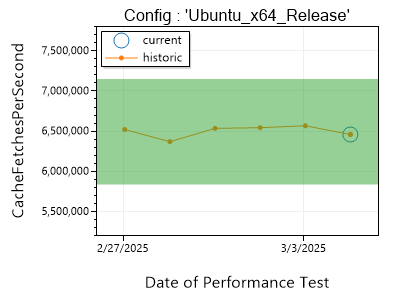 Config : 'Ubuntu_x64_Release'
current
historic
CacheFetchesPerSecond
7,500,000
7,000,000
6,500,000
6,000,000
5,500,000
2/27/2025
3/3/2025
Date of Performance Test